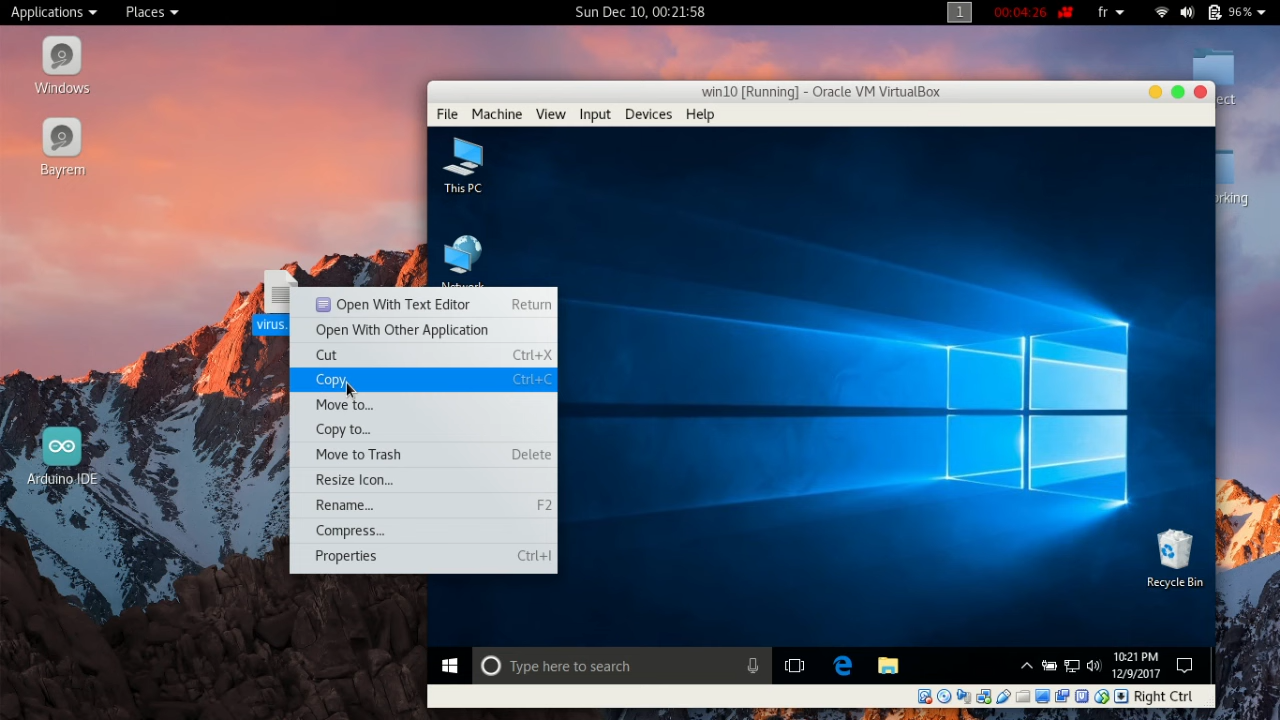 Applications Places Sun Dec 10, 00:21:58 1 00:04:26 fr 96%
Windows
Bayrem
Arduino IDE
virus.
win10 [Running] - Oracle VM VirtualBox
File Machine View Input Devices Help
This PC
Network
Open With Text Editor Return
Open With Other Application
Cut Ctrl+X
Copy Ctrl+C
Move to...
Copy to...
Move to Trash Delete
Resize Icon...
Rename... F2
Compress...
Properties Ctrl+I
Recycle Bin
Type here to search
10:21 PM
12/9/2017
Right Ctrl